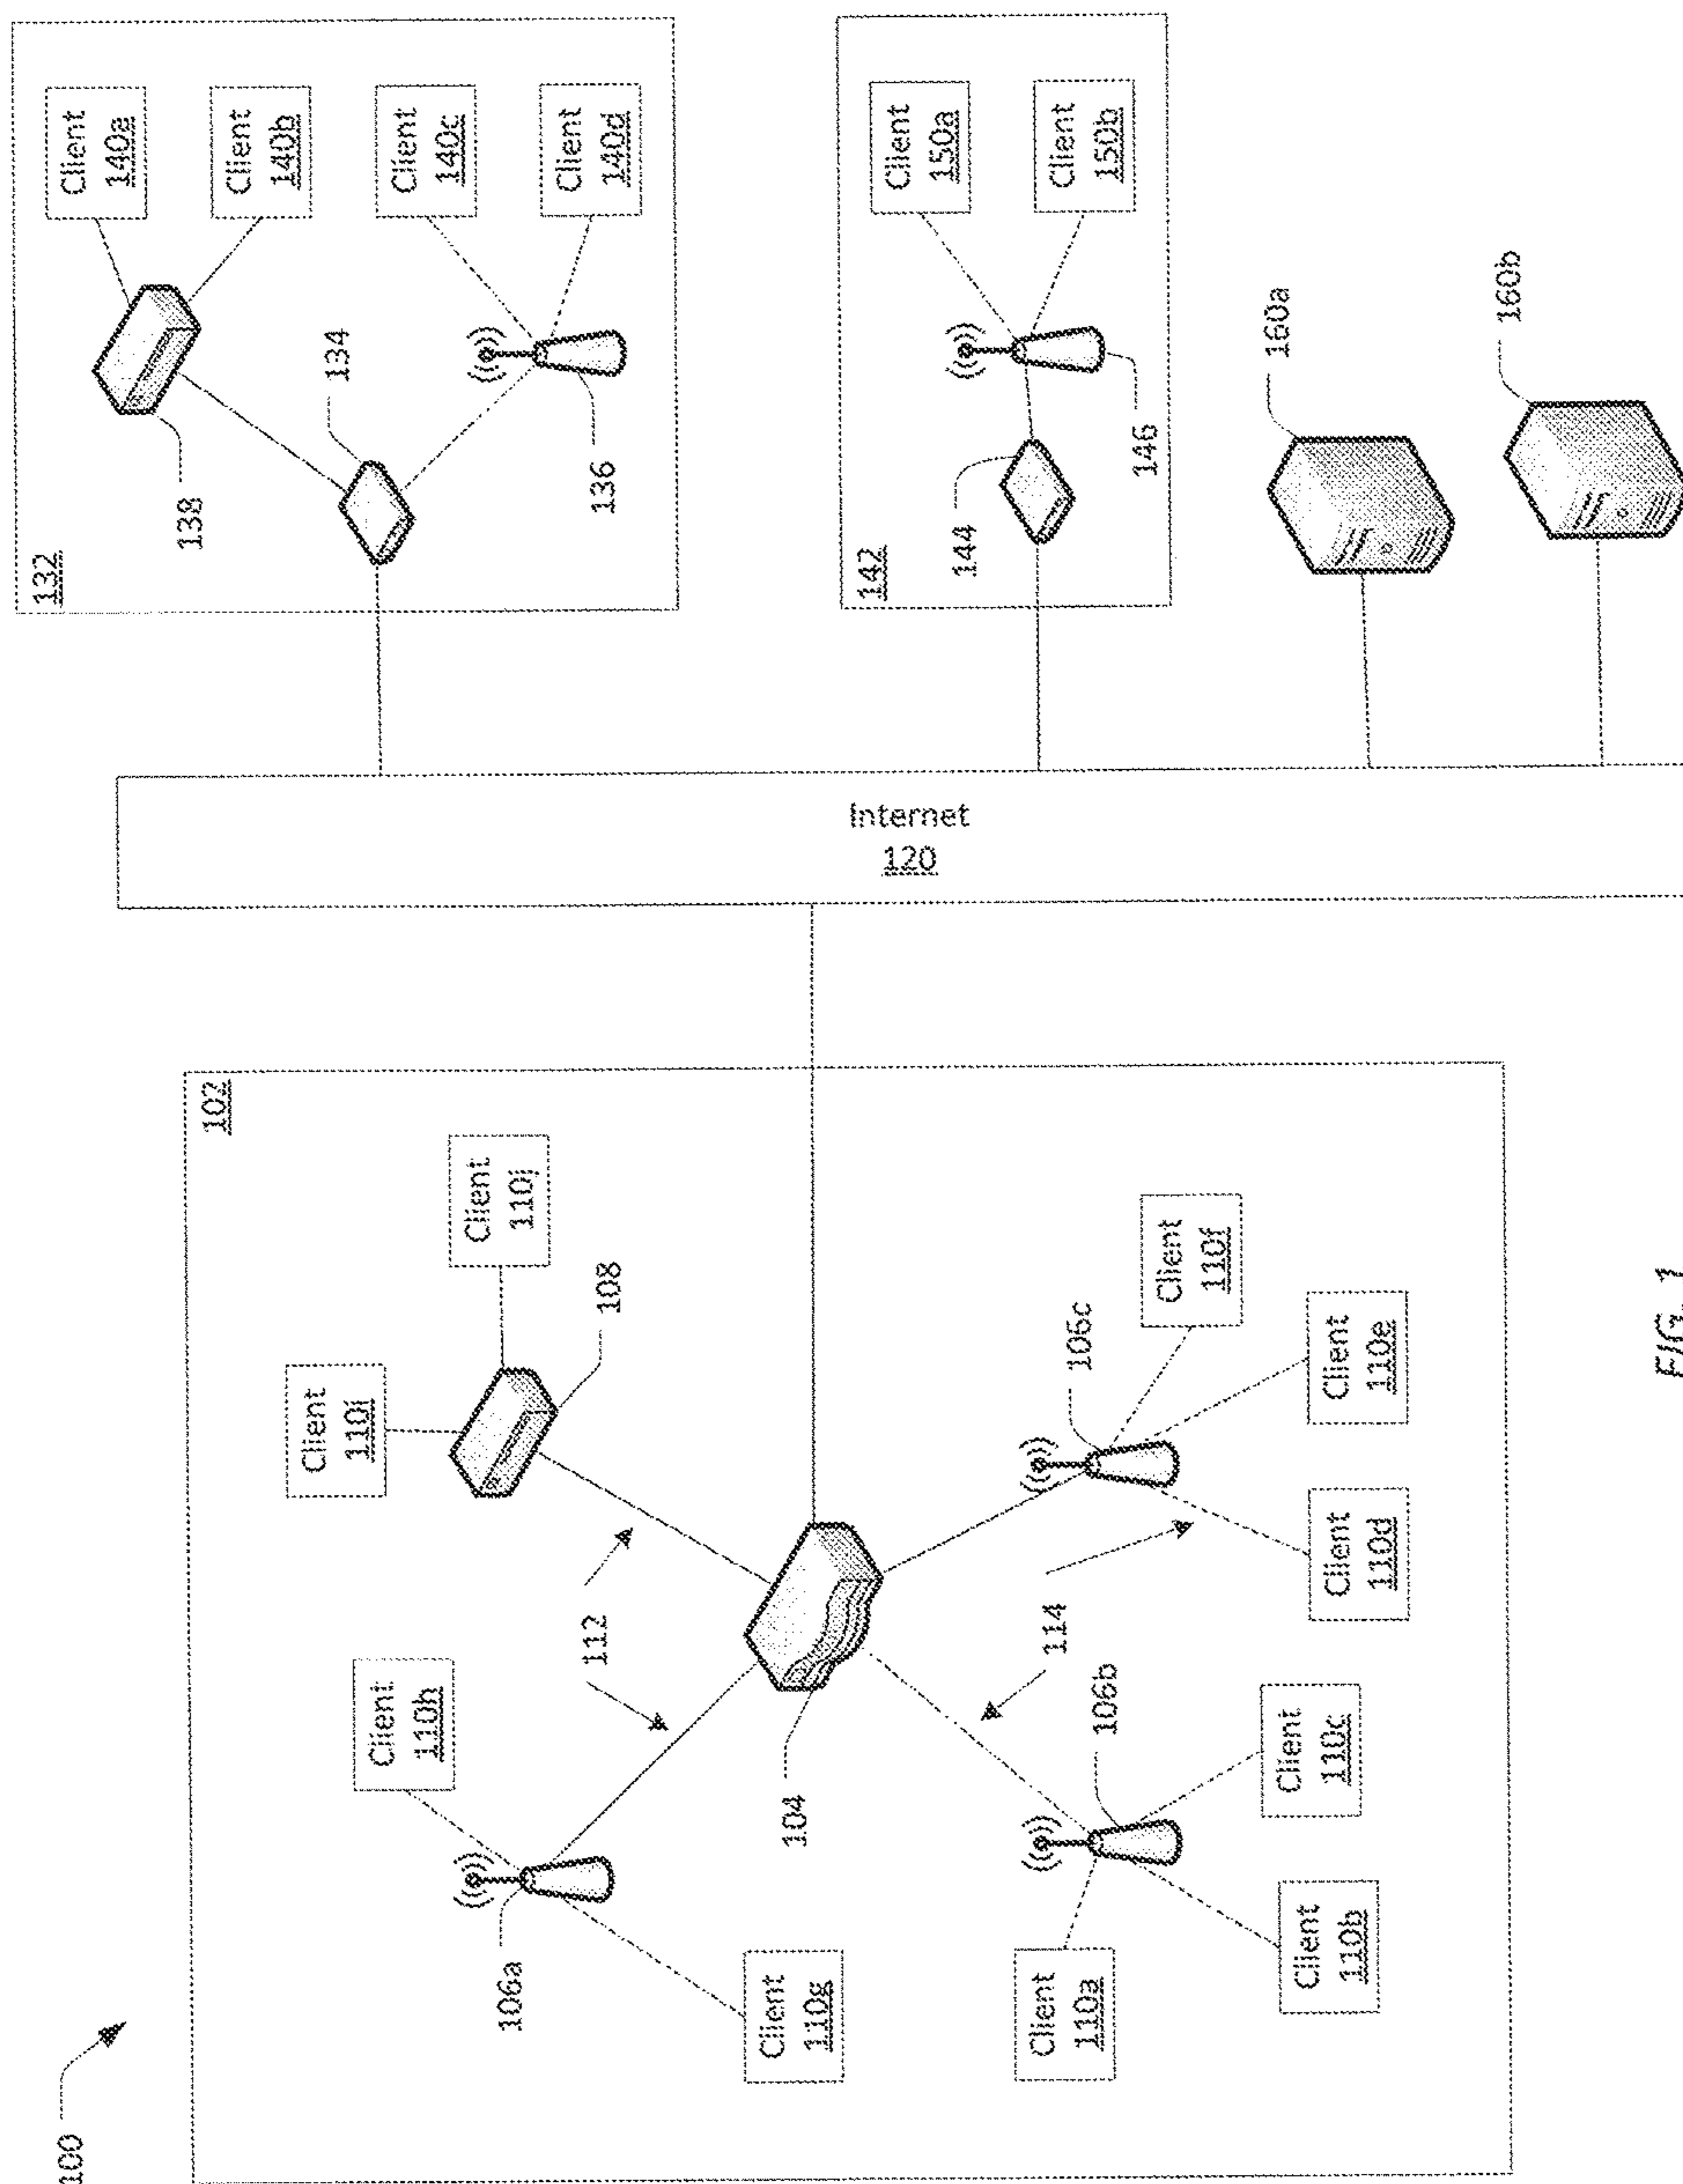 100
102
Client
110j
Client
110i
108
112
Client
110h
106a
Client
110g
104
114
106c
Client
110f
Client
110e
Client
110d
106b
Client
110c
Client
110b
Client
110a
Internet
120
132
138
134
136
Client
140a
Client
140b
Client
140c
Client
140d
142
144
146
Client
150a
Client
150b
160a
160b
FIG. 1